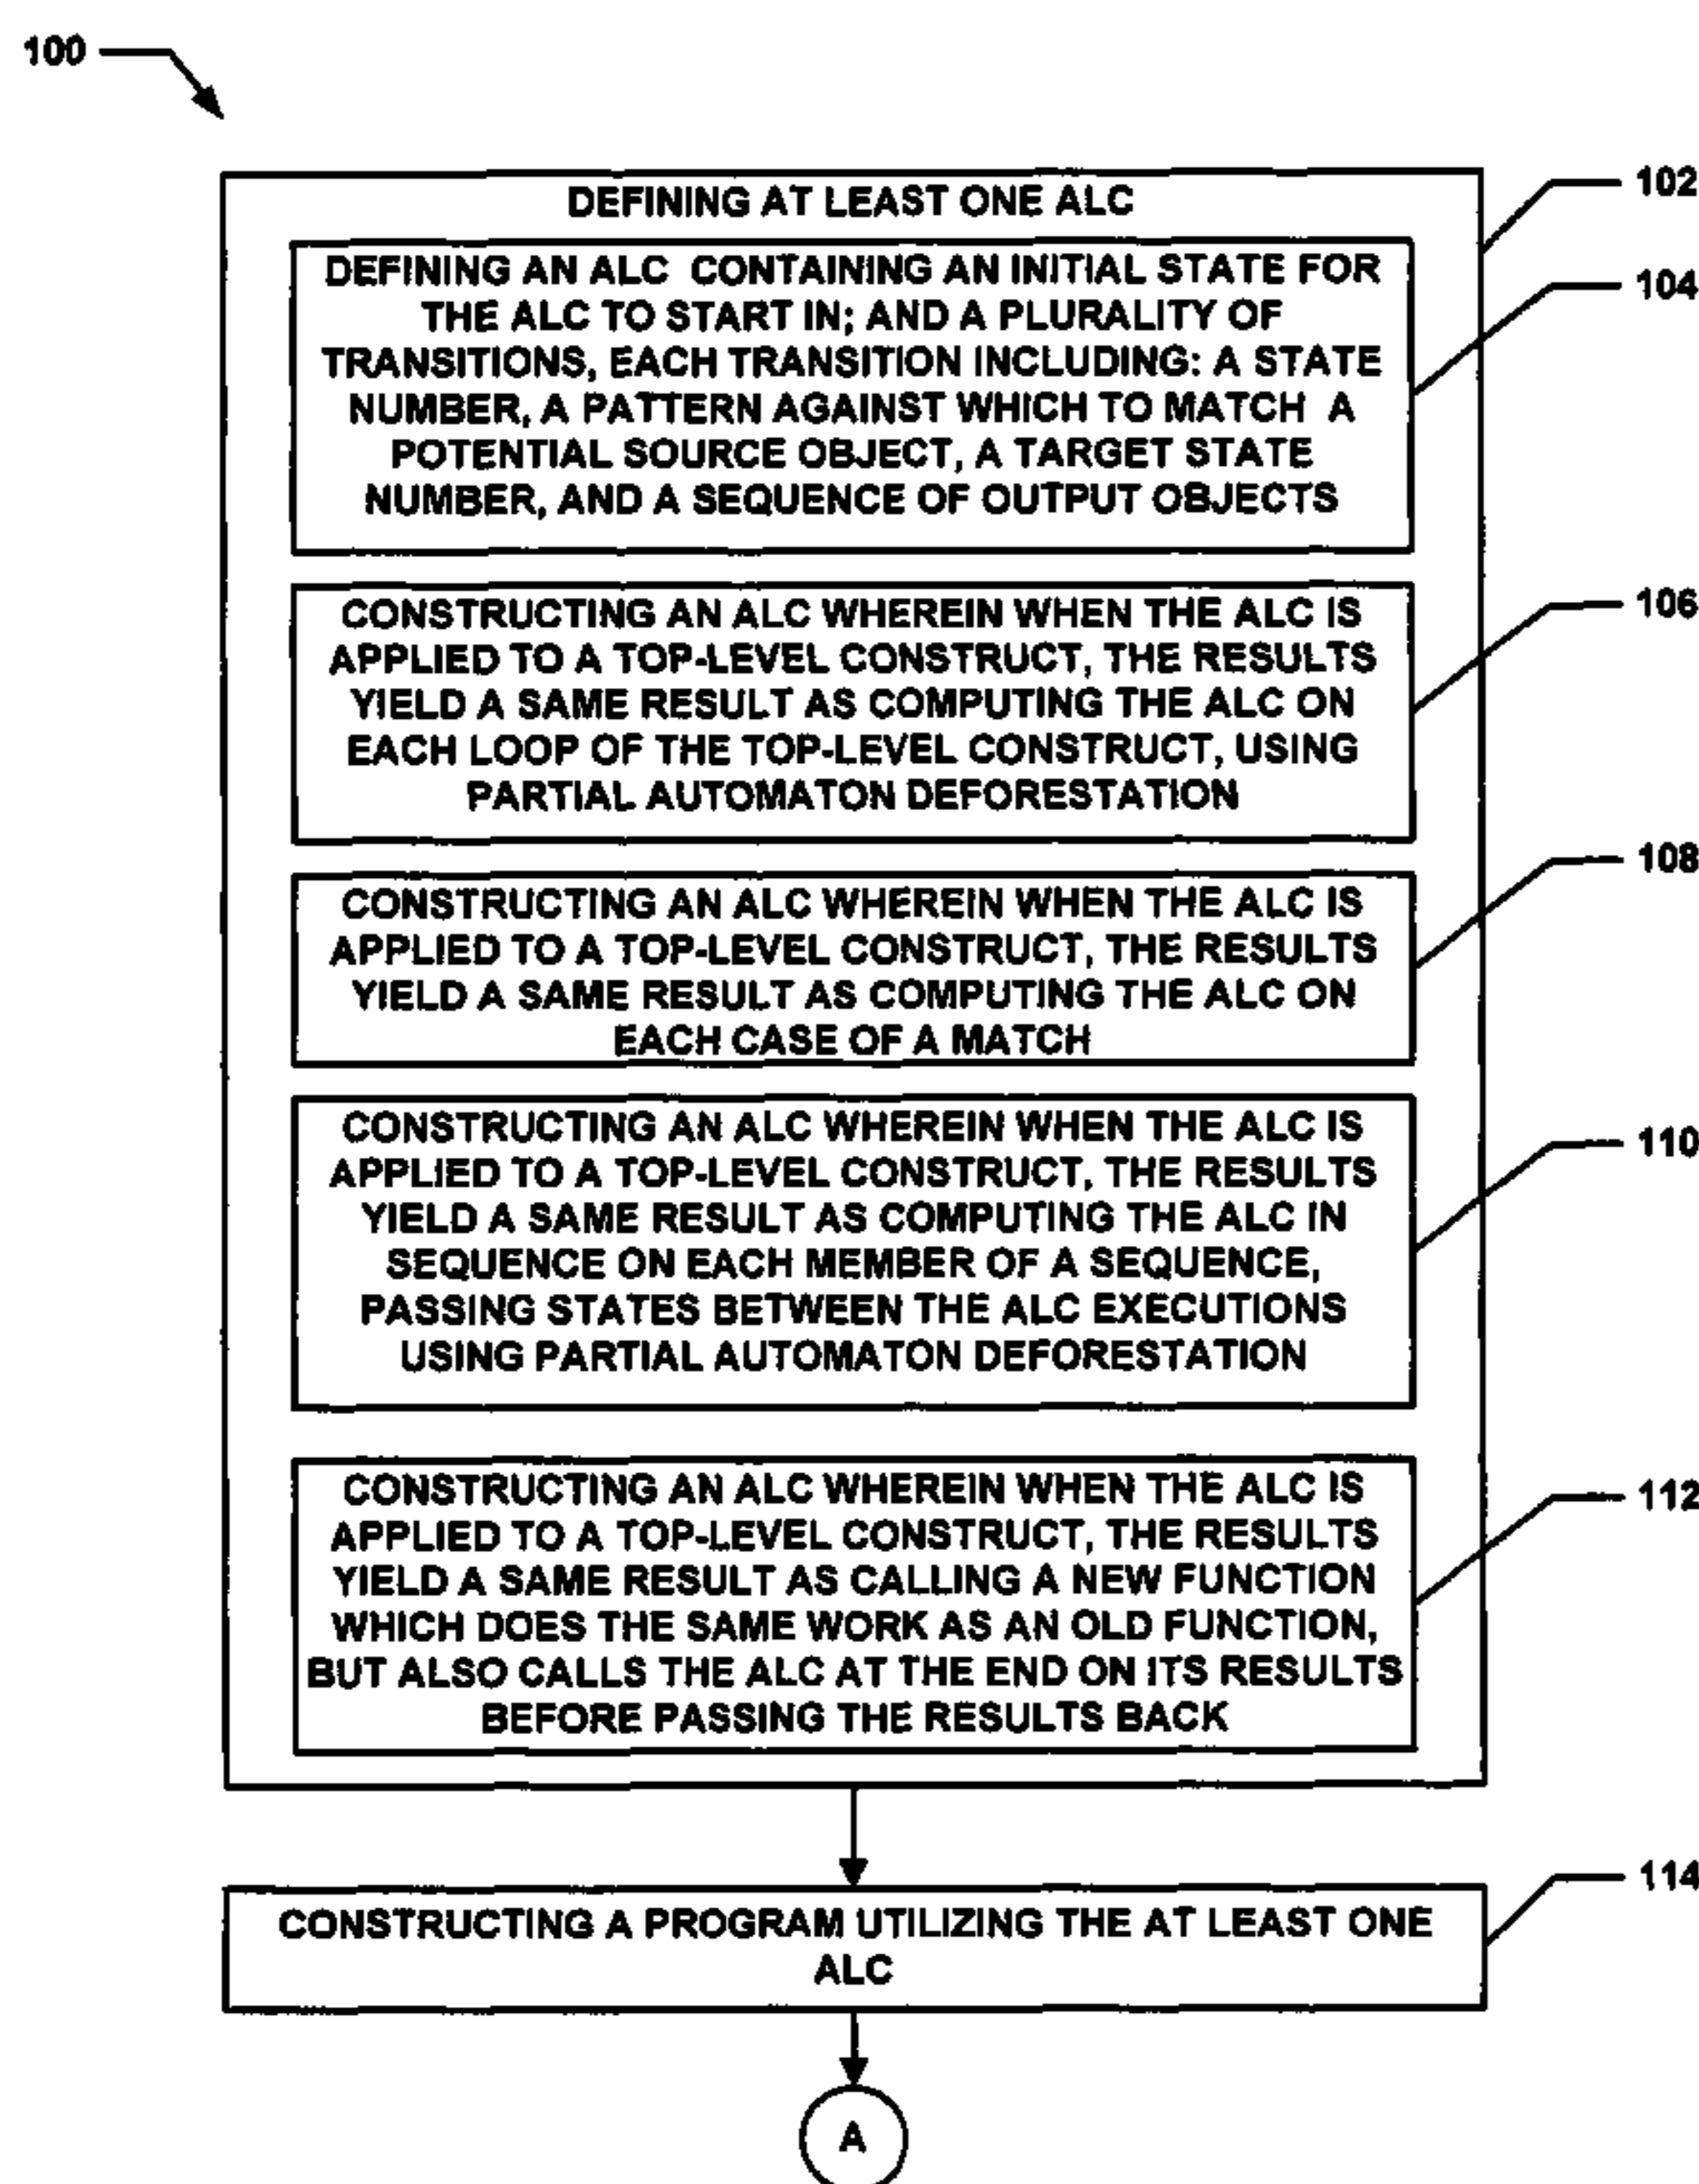 100
DEFINING AT LEAST ONE ALC
102
DEFINING AN ALC CONTAINING AN INITIAL STATE FOR
THE ALC TO START IN; AND A PLURALITY OF
TRANSITIONS, EACH TRANSITION INCLUDING: A STATE
NUMBER, A PATTERN AGAINST WHICH TO MATCH A
POTENTIAL SOURCE OBJECT, A TARGET STATE
NUMBER, AND A SEQUENCE OF OUTPUT OBJECTS
104
CONSTRUCTING AN ALC WHEREIN WHEN THE ALC IS
APPLIED TO A TOP-LEVEL CONSTRUCT, THE RESULTS
YIELD A SAME RESULT AS COMPUTING THE ALC ON
EACH LOOP OF THE TOP-LEVEL CONSTRUCT, USING
PARTIAL AUTOMATON DEFORESTATION
106
CONSTRUCTING AN ALC WHEREIN WHEN THE ALC IS
APPLIED TO A TOP-LEVEL CONSTRUCT, THE RESULTS
YIELD A SAME RESULT AS COMPUTING THE ALC ON
EACH CASE OF A MATCH
108
CONSTRUCTING AN ALC WHEREIN WHEN THE ALC IS
APPLIED TO A TOP-LEVEL CONSTRUCT, THE RESULTS
YIELD A SAME RESULT AS COMPUTING THE ALC IN
SEQUENCE ON EACH MEMBER OF A SEQUENCE,
PASSING STATES BETWEEN THE ALC EXECUTIONS
USING PARTIAL AUTOMATON DEFORESTATION
110
CONSTRUCTING AN ALC WHEREIN WHEN THE ALC IS
APPLIED TO A TOP-LEVEL CONSTRUCT, THE RESULTS
YIELD A SAME RESULT AS CALLING A NEW FUNCTION
WHICH DOES THE SAME WORK AS AN OLD FUNCTION,
BUT ALSO CALLS THE ALC AT THE END ON ITS RESULTS
BEFORE PASSING THE RESULTS BACK
112
CONSTRUCTING A PROGRAM UTILIZING THE AT LEAST ONE
ALC
114
A